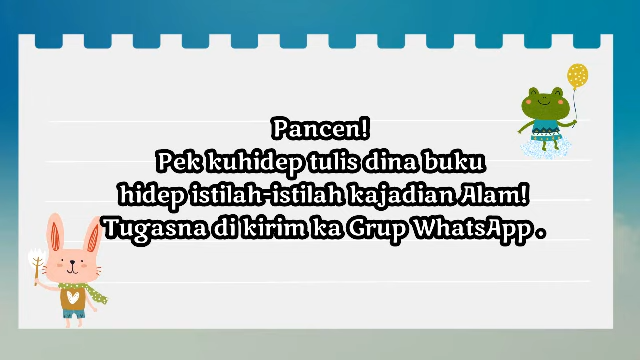 Pancen!
Pek kuhidep tulis dina buku
hidep istilah-istilah kajadian Alam!
Tugasna di kirim ka Grup WhatsApp .